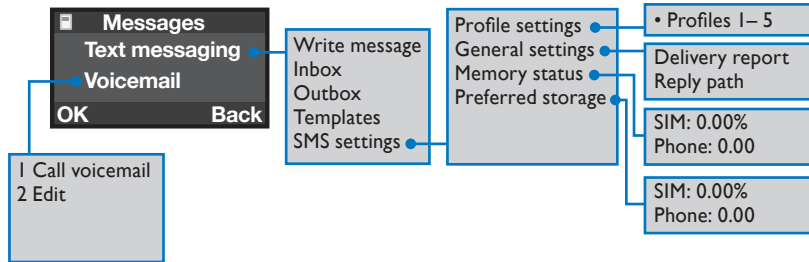 Messages
Text messaging
Voicemail
OK Back
1 Call voicemail
2 Edit
Write message
Inbox
Outbox
Templates
SMS settings
Profile settings
General settings
Memory status
Preferred storage
• Profiles 1– 5
Delivery report
Reply path
SIM: 0.00%
Phone: 0.00
SIM: 0.00%
Phone: 0.00